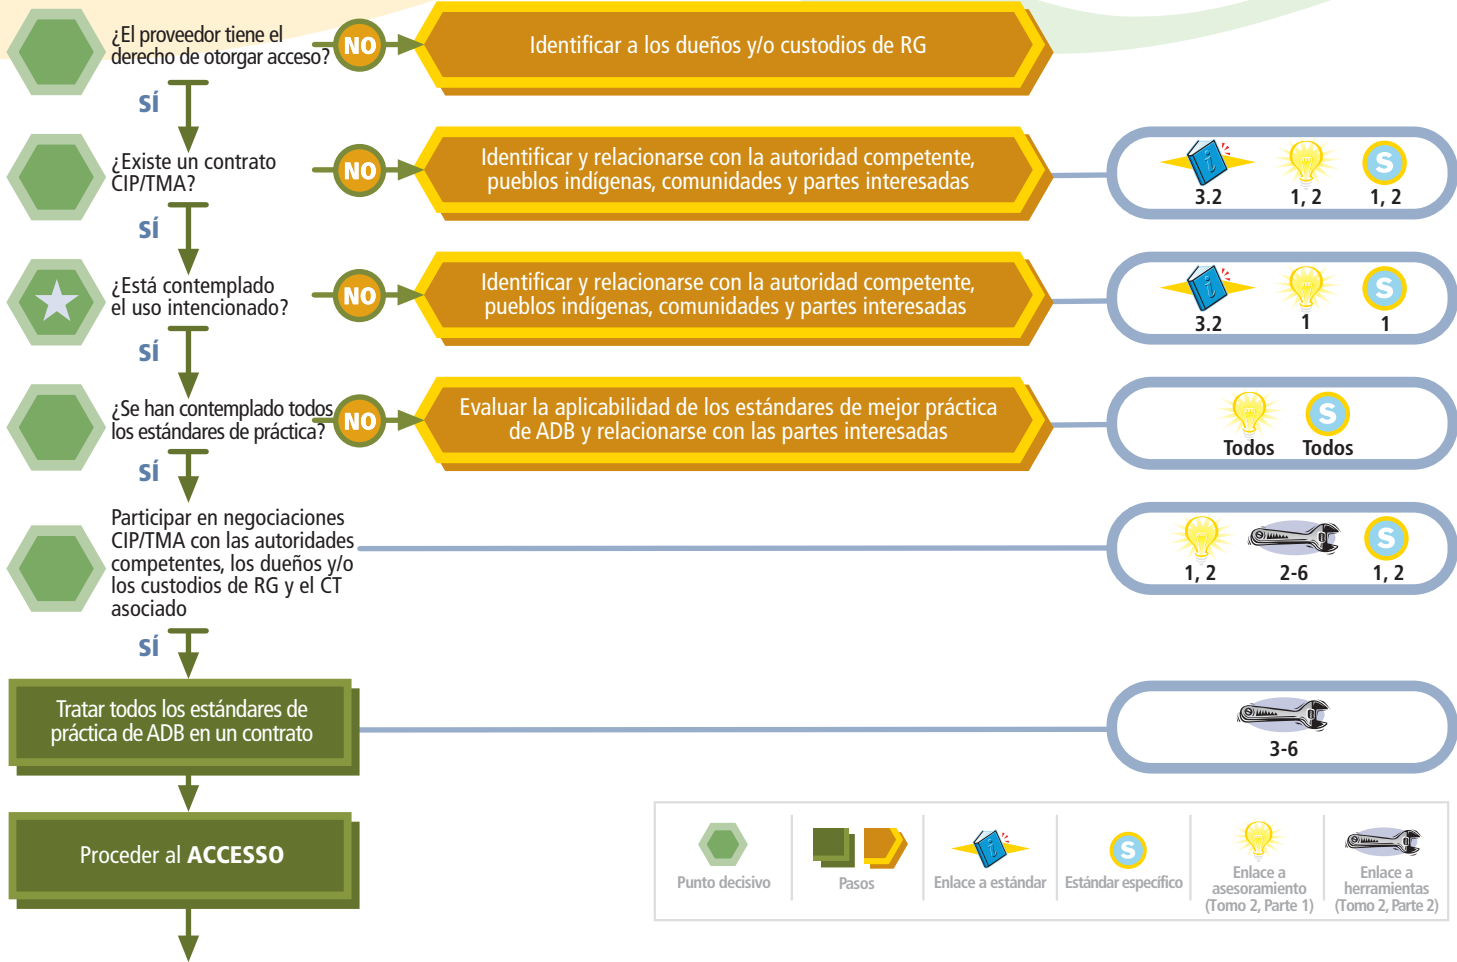 ¿El proveedor tiene el
derecho de otorgar acceso?
NO
Identificar a los dueños y/o custodios de RG
SÍ
¿Existe un contrato
CIP/TMA?
NO
Identificar y relacionarse con la autoridad competente,
pueblos indígenas, comunidades y partes interesadas
i
S
3.2
1, 2
1, 2
SÍ
¿Está contemplado
el uso intencionado?
NO
Identificar y relacionarse con la autoridad competente,
pueblos indígenas, comunidades y partes interesadas
i
S
3.2
1
1
SÍ
¿Se han contemplado todos
los estándares de práctica?
NO
Evaluar la aplicabilidad de los estándares de mejor práctica
de ADB y relacionarse con las partes interesadas
S
Todos
Todos
SÍ
Participar en negociaciones
CIP/TMA con las autoridades
competentes, los dueños y/o
los custodios de RG y el CT
asociado
S
1, 2
2-6
1, 2
SÍ
Tratar todos los estándares de
práctica de ADB en un contrato
3-6
Proceder al ACCESSO
Punto decisivo
Pasos
i
Enlace a estándar
S
Estándar específico
Enlace a
asesoramiento
(Tomo 2, Parte 1)
Enlace a
herramientas
(Tomo 2, Parte 2)